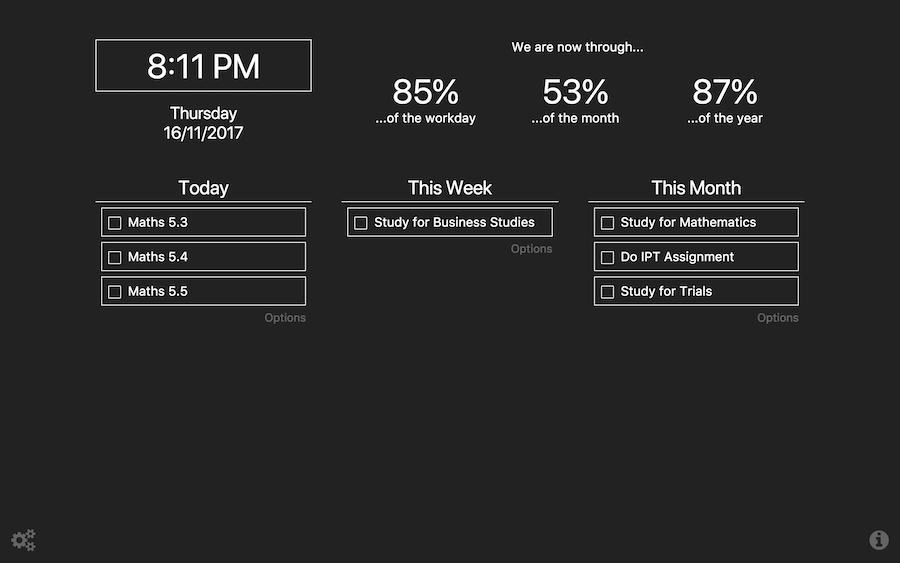 8:11 PM
Thursday
16/11/2017
We are now through...
85%
...of the workday
53%
...of the month
87%
...of the year
Today
Maths 5.3
Maths 5.4
Maths 5.5
Options
This Week
Study for Business Studies
Options
This Month
Study for Mathematics
Do IPT Assignment
Study for Trials
Options